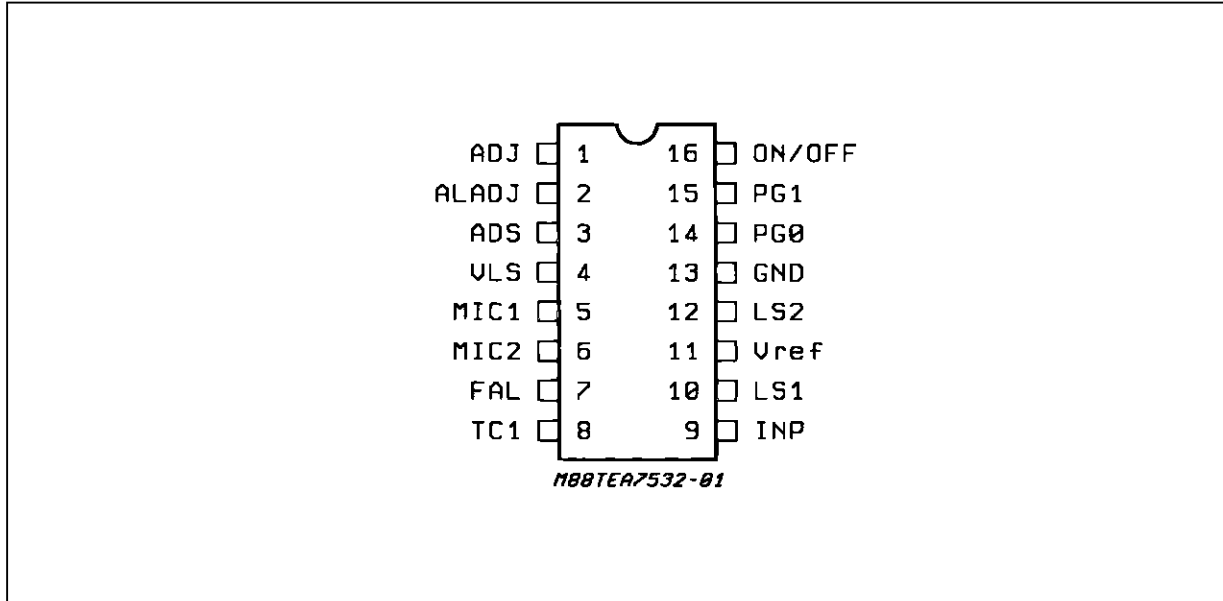 ADJ 1 16 ON/OFF
ALADJ 2 15 PG1
ADS 3 14 PG0
VLS 4 13 GND
MIC1 5 12 LS2
MIC2 6 11 Vref
FAL 7 10 LS1
TC1 8 9 INP
M88TEA7532-01